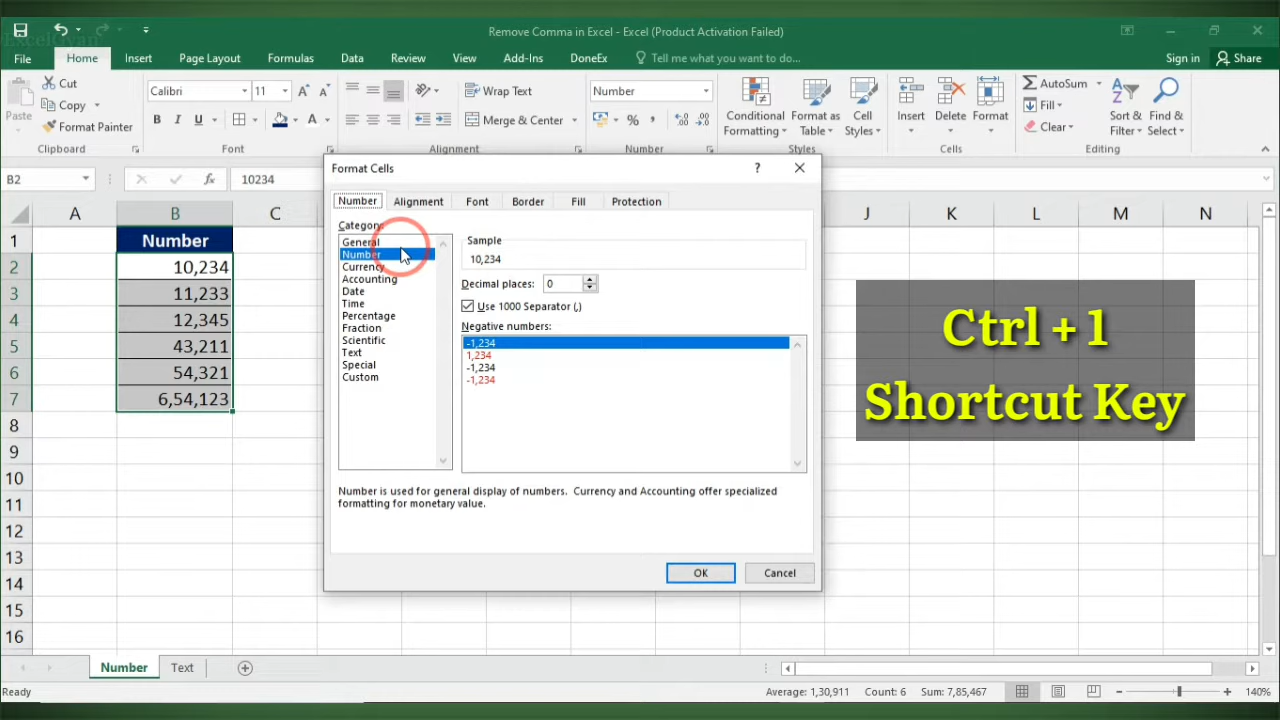 ExcelGyan
Remove Comma in Excel - Excel (Product Activation Failed)
File Home Insert Page Layout Formulas Data Review View Add-Ins DoneEx Tell me what you want to do... Sign in Share
Cut
Copy
Format Painter
Paste
Clipboard
Calibri 11
B I U
Font
Wrap Text
Merge & Center
Alignment
Number
%
Number
Conditional
Formatting
Format as
Table
Cell
Styles
Styles
Insert Delete Format
Cells
AutoSum
Fill
Clear
Sort &
Filter
Find &
Select
Editing
B2 fx 10234
A B C J K L M N
1 Number
2 10,234
3 11,233
4 12,345
5 43,211
6 54,321
7 6,54,123
8
9
10
11
12
13
14
15
16
Format Cells ?
Number Alignment Font Border Fill Protection
Category:
General
Number
Currency
Accounting
Date
Time
Percentage
Fraction
Scientific
Text
Special
Custom
Sample
10,234
Decimal places: 0
Use 1000 Separator (,)
Negative numbers:
-1,234
1,234
-1,234
-1,234
Number is used for general display of numbers. Currency and Accounting offer specialized
formatting for monetary value.
OK Cancel
Ctrl + 1
Shortcut Key
Number Text
Ready Average: 1,30,911 Count: 6 Sum: 7,85,467 140%